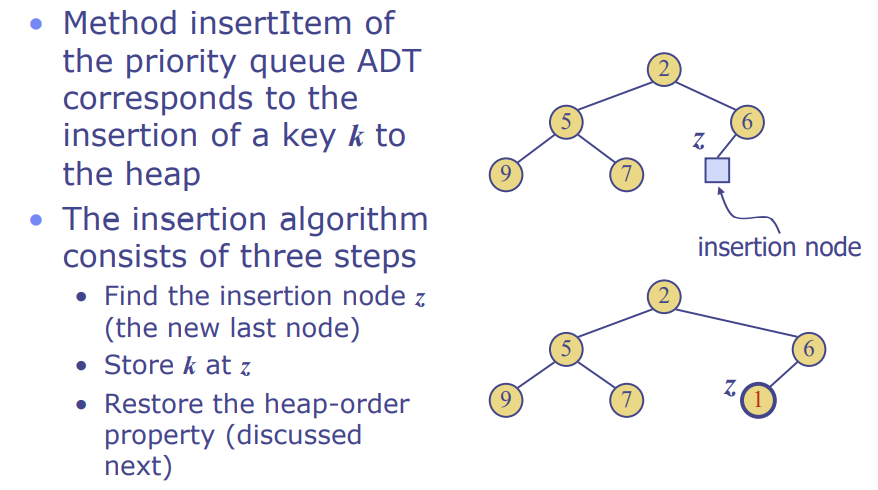 • Method insertItem of
the priority queue ADT
corresponds to the
insertion of a key k to
the heap
• The insertion algorithm
consists of three steps
• Find the insertion node z
(the new last node)
• Store k at z
• Restore the heap-order
property (discussed
next)
2
5
6
z
9
7
insertion node
2
5
6
z
9
7
1